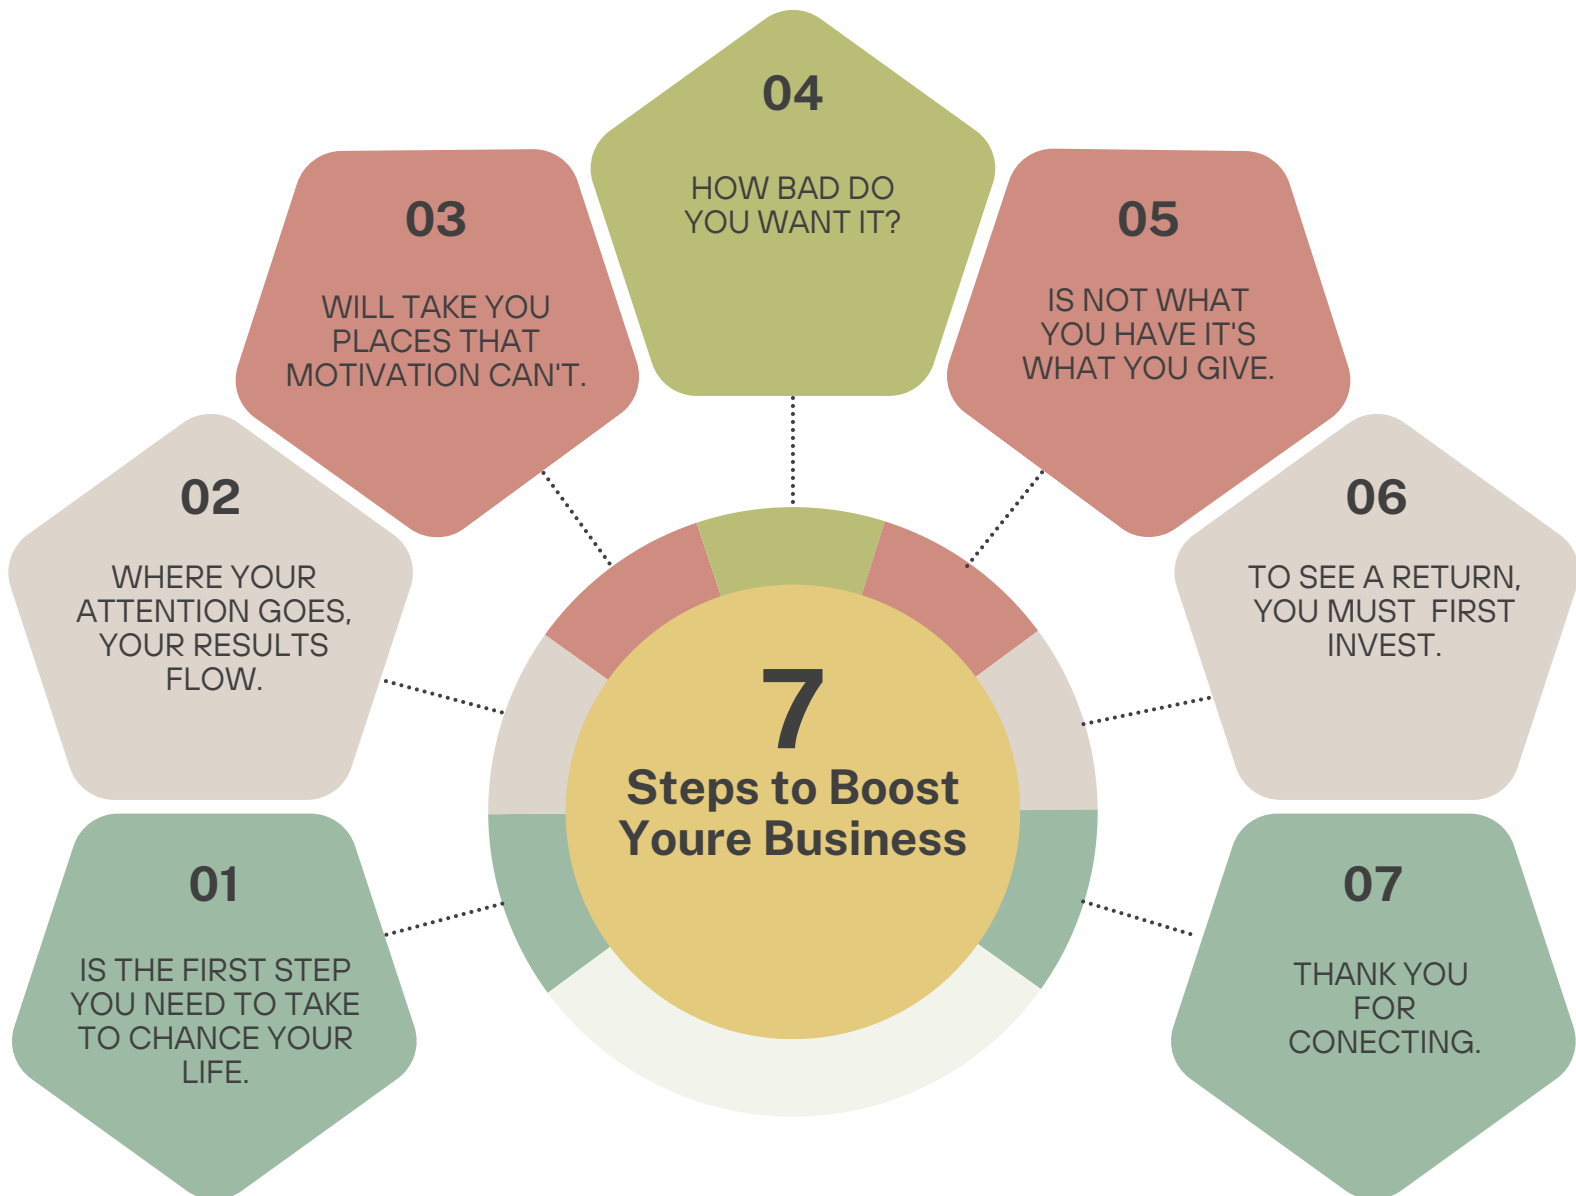 7
Steps to Boost
Youre Business
01
IS THE FIRST STEP
YOU NEED TO TAKE
TO CHANCE YOUR
LIFE.
02
WHERE YOUR
ATTENTION GOES,
YOUR RESULTS
FLOW.
03
WILL TAKE YOU
PLACES THAT
MOTIVATION CAN'T.
04
HOW BAD DO
YOU WANT IT?
05
IS NOT WHAT
YOU HAVE IT'S
WHAT YOU GIVE.
06
TO SEE A RETURN,
YOU MUST  FIRST
INVEST.
07
THANK YOU
FOR
CONECTING.